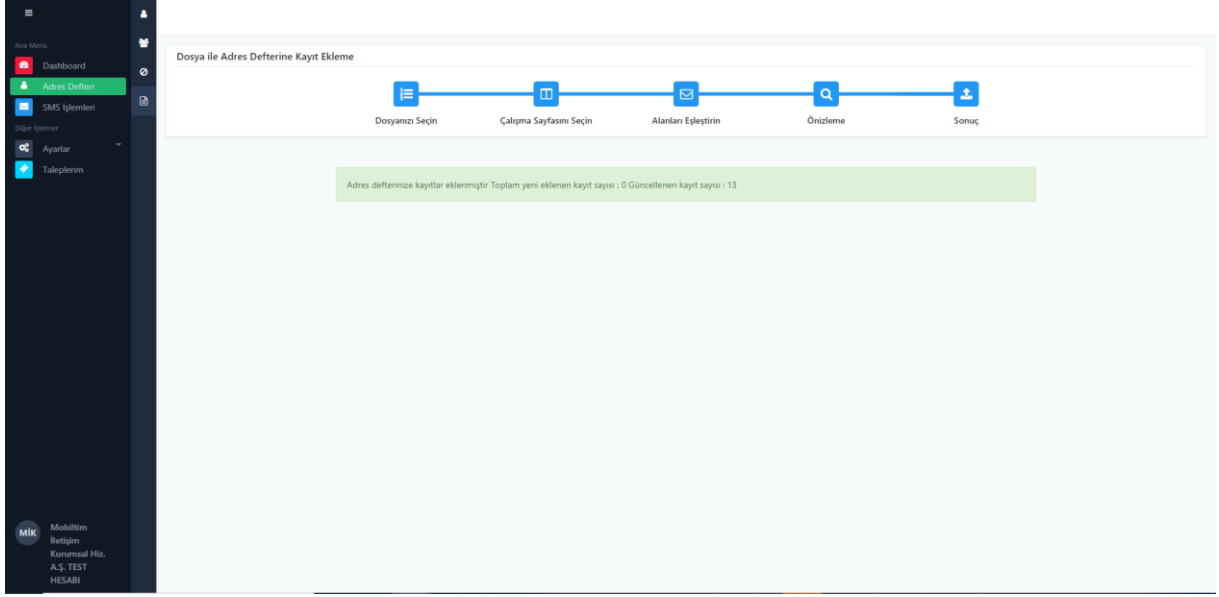 Ana Menü
Dashboard
Adres Defteri
SMS İşlemleri
Diğer İşlemler
Ayarlar
Taleplerim
Dosya ile Adres Defterine Kayıt Ekleme
Dosyanızı Seçin
Çalışma Sayfasını Seçin
Alanları Eşleştirin
Önizleme
Sonuç
Adres defterinize kayıtlar eklenmiştir Toplam yeni eklenen kayıt sayısı : 0 Güncellenen kayıt sayısı : 13
MİK
Mobiltim
İletişim
Kurumsal Hiz.
A.Ş. TEST
HESABI